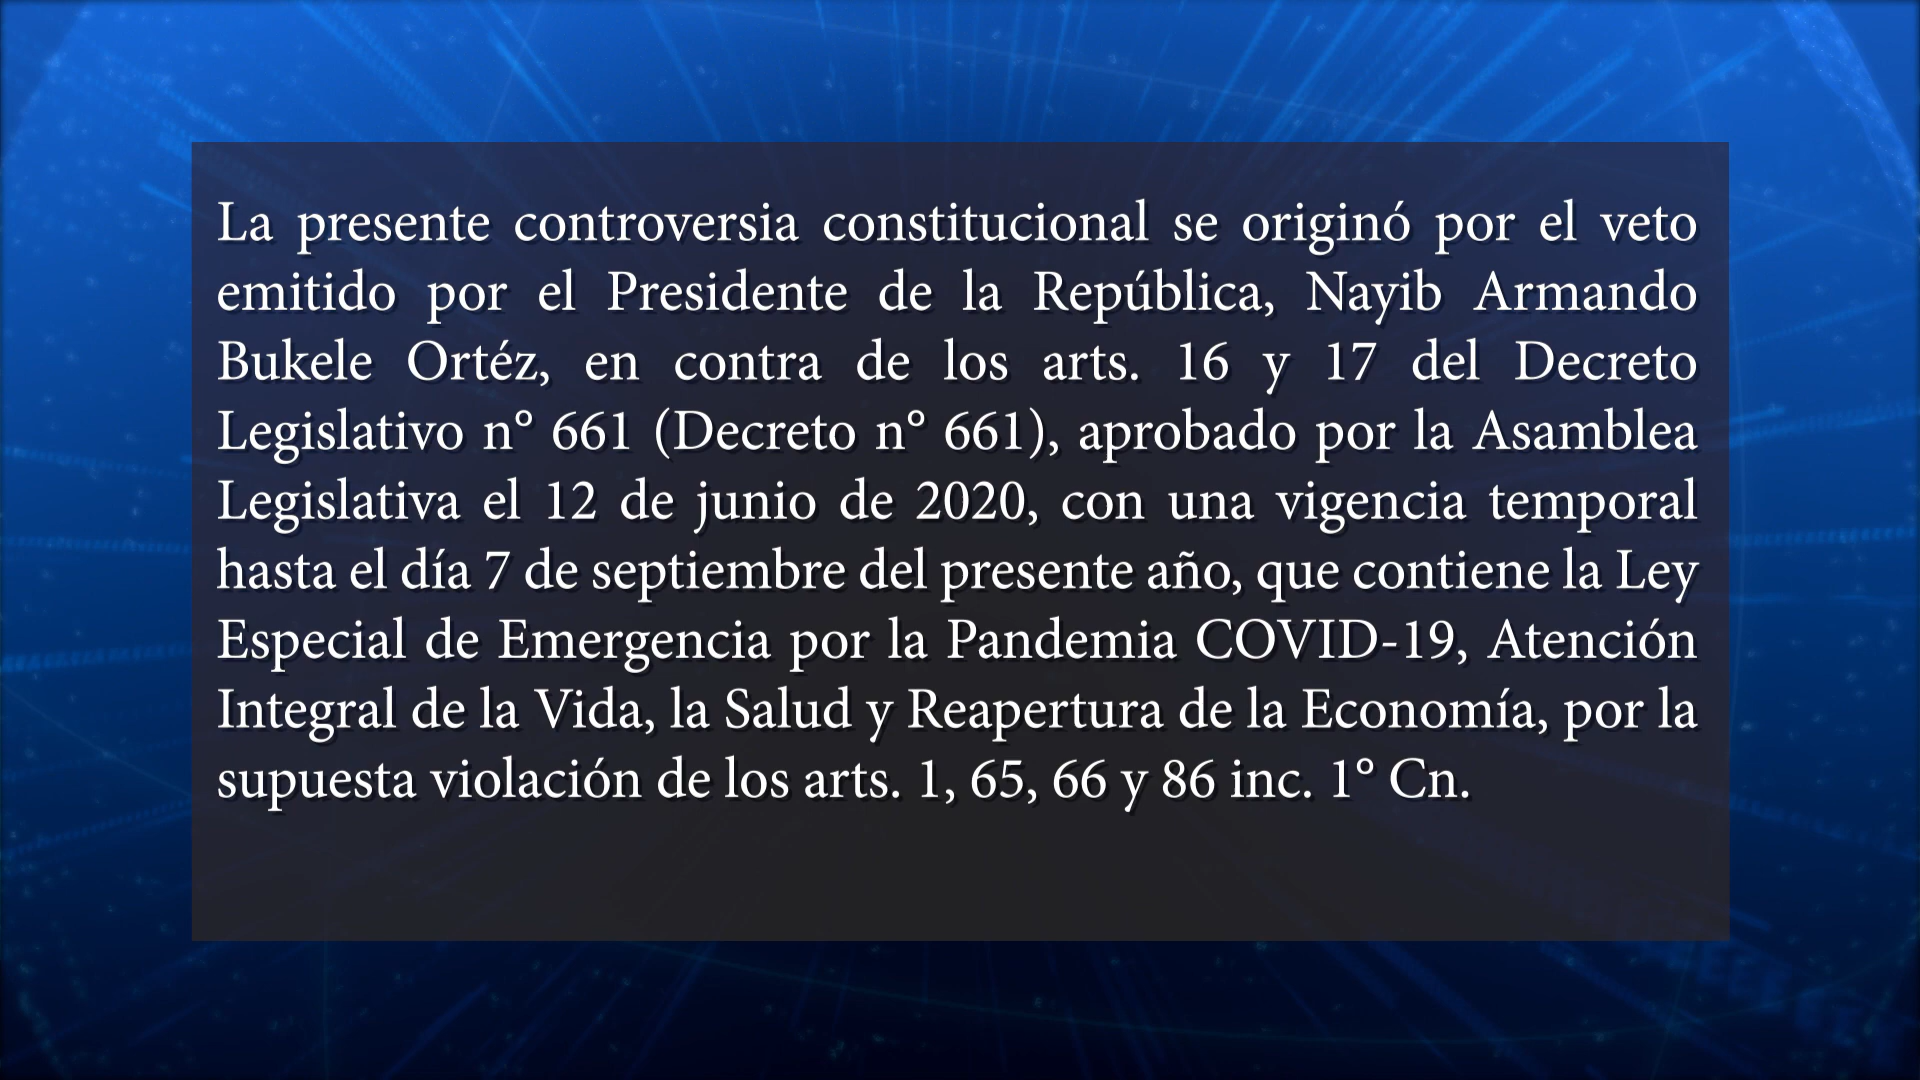 La presente controversia constitucional se originó por el veto
emitido por el Presidente de la República, Nayib Armando
Bukele Ortéz, en contra de los arts. 16 y 17 del Decreto
Legislativo n° 661 (Decreto n° 661), aprobado por la Asamblea
Legislativa el 12 de junio de 2020, con una vigencia temporal
hasta el día 7 de septiembre del presente año, que contiene la Ley
Especial de Emergencia por la Pandemia COVID-19, Atención
Integral de la Vida, la Salud y Reapertura de la Economía, por la
supuesta violación de los arts. 1, 65, 66 y 86 inc. 1° Cn.